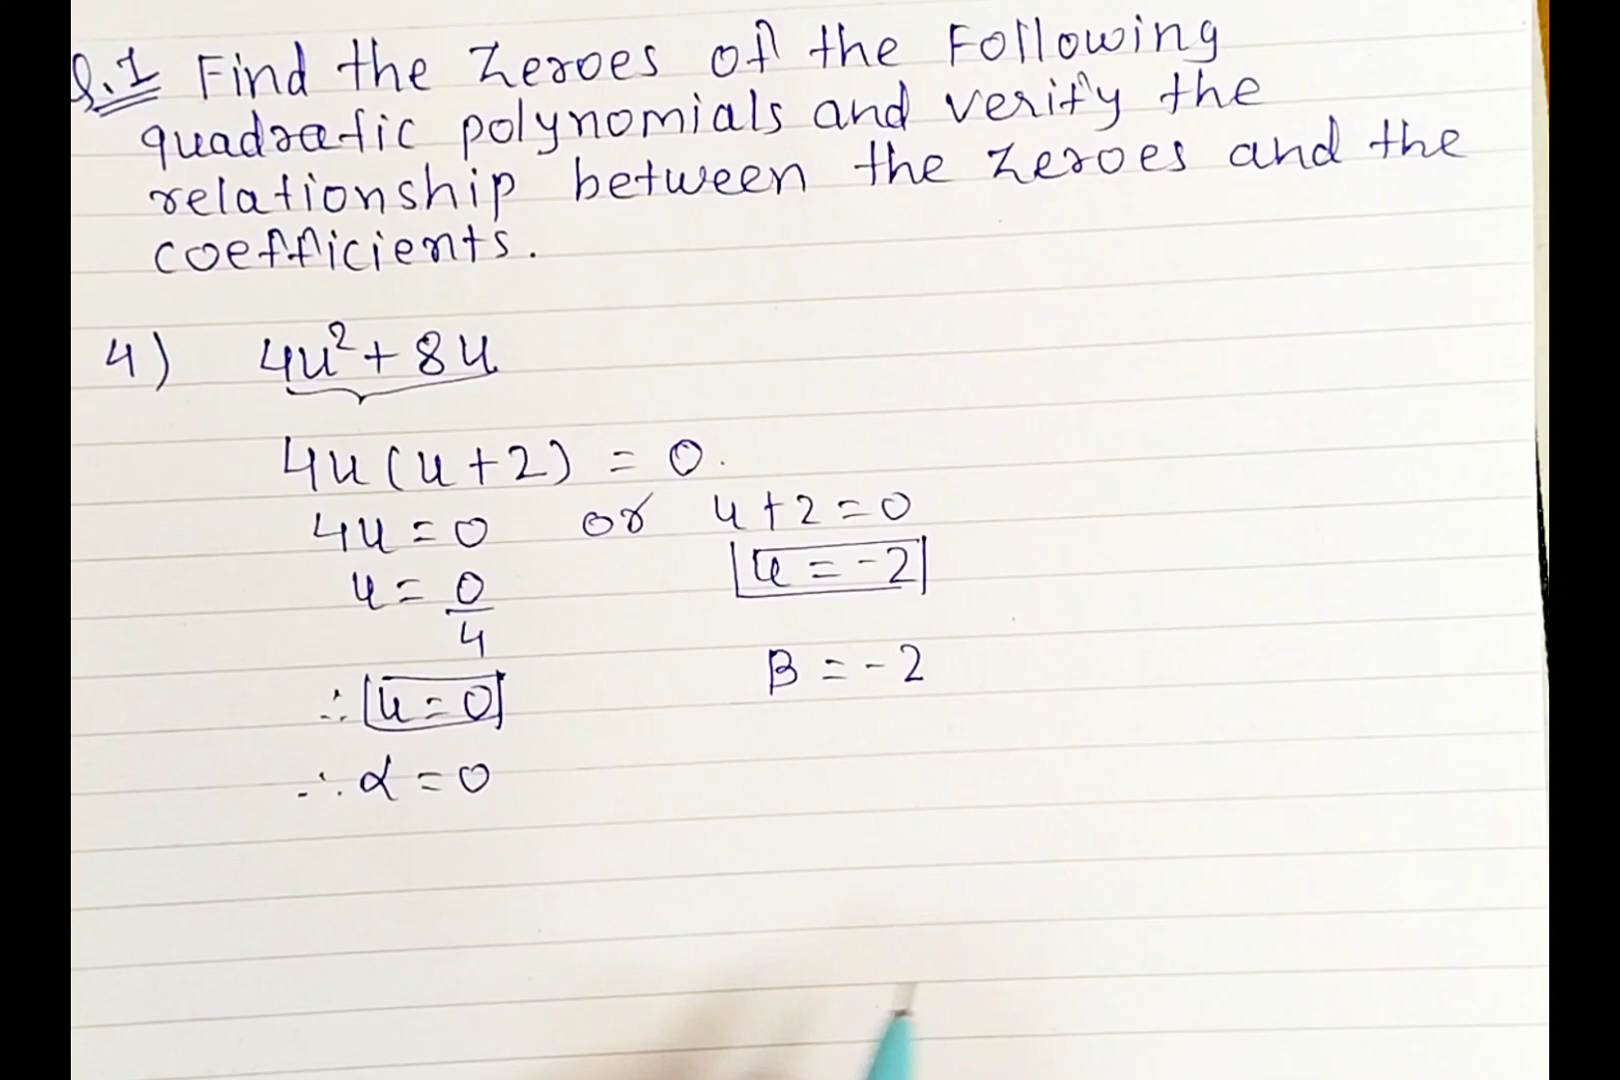 Q.1 Find the zeroes of the Following
quadratic polynomials and verify the
relationship between the zeroes and the
coefficients.
4) 4u² + 8u
4u(u+2) = 0.
4u = 0 or u+2=0
u = 0/4 u = -2
∴ u = 0 β = -2
∴ α = 0